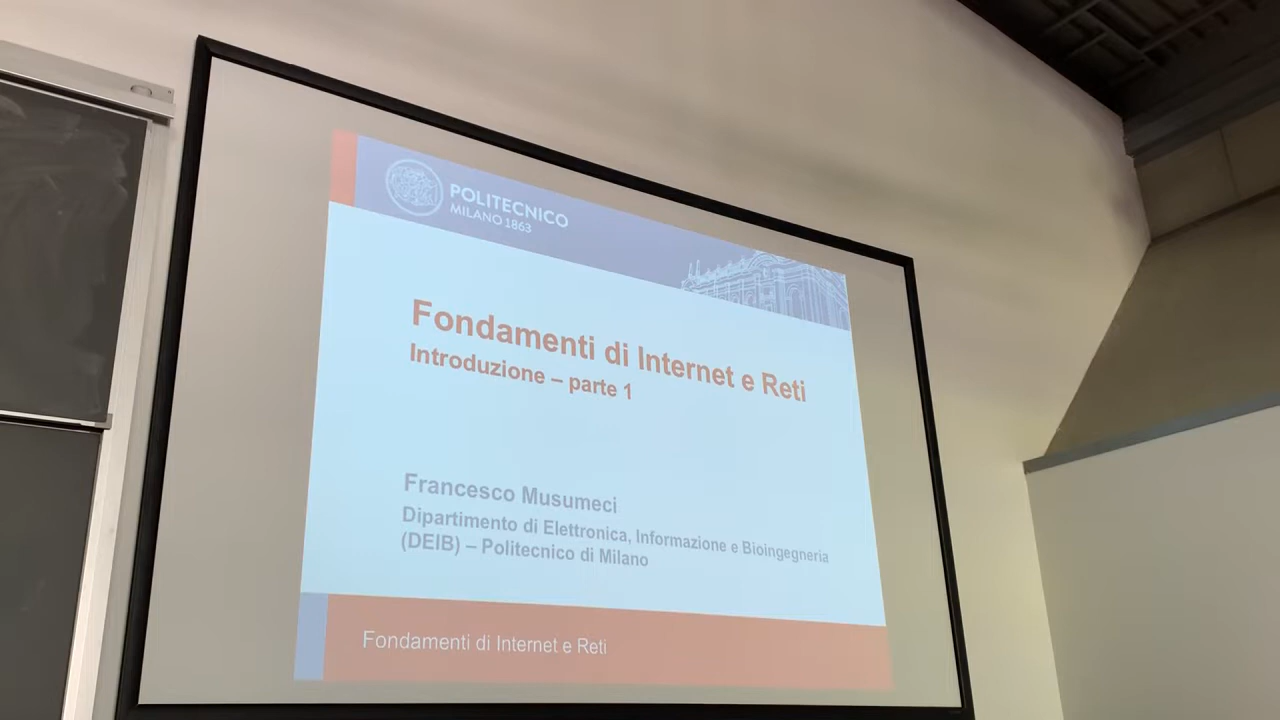 POLITECNICO
MILANO 1863
Fondamenti di Internet e Reti
Introduzione – parte 1
Francesco Musumeci
Dipartimento di Elettronica, Informazione e Bioingegneria
(DEIB) – Politecnico di Milano
Fondamenti di Internet e Reti